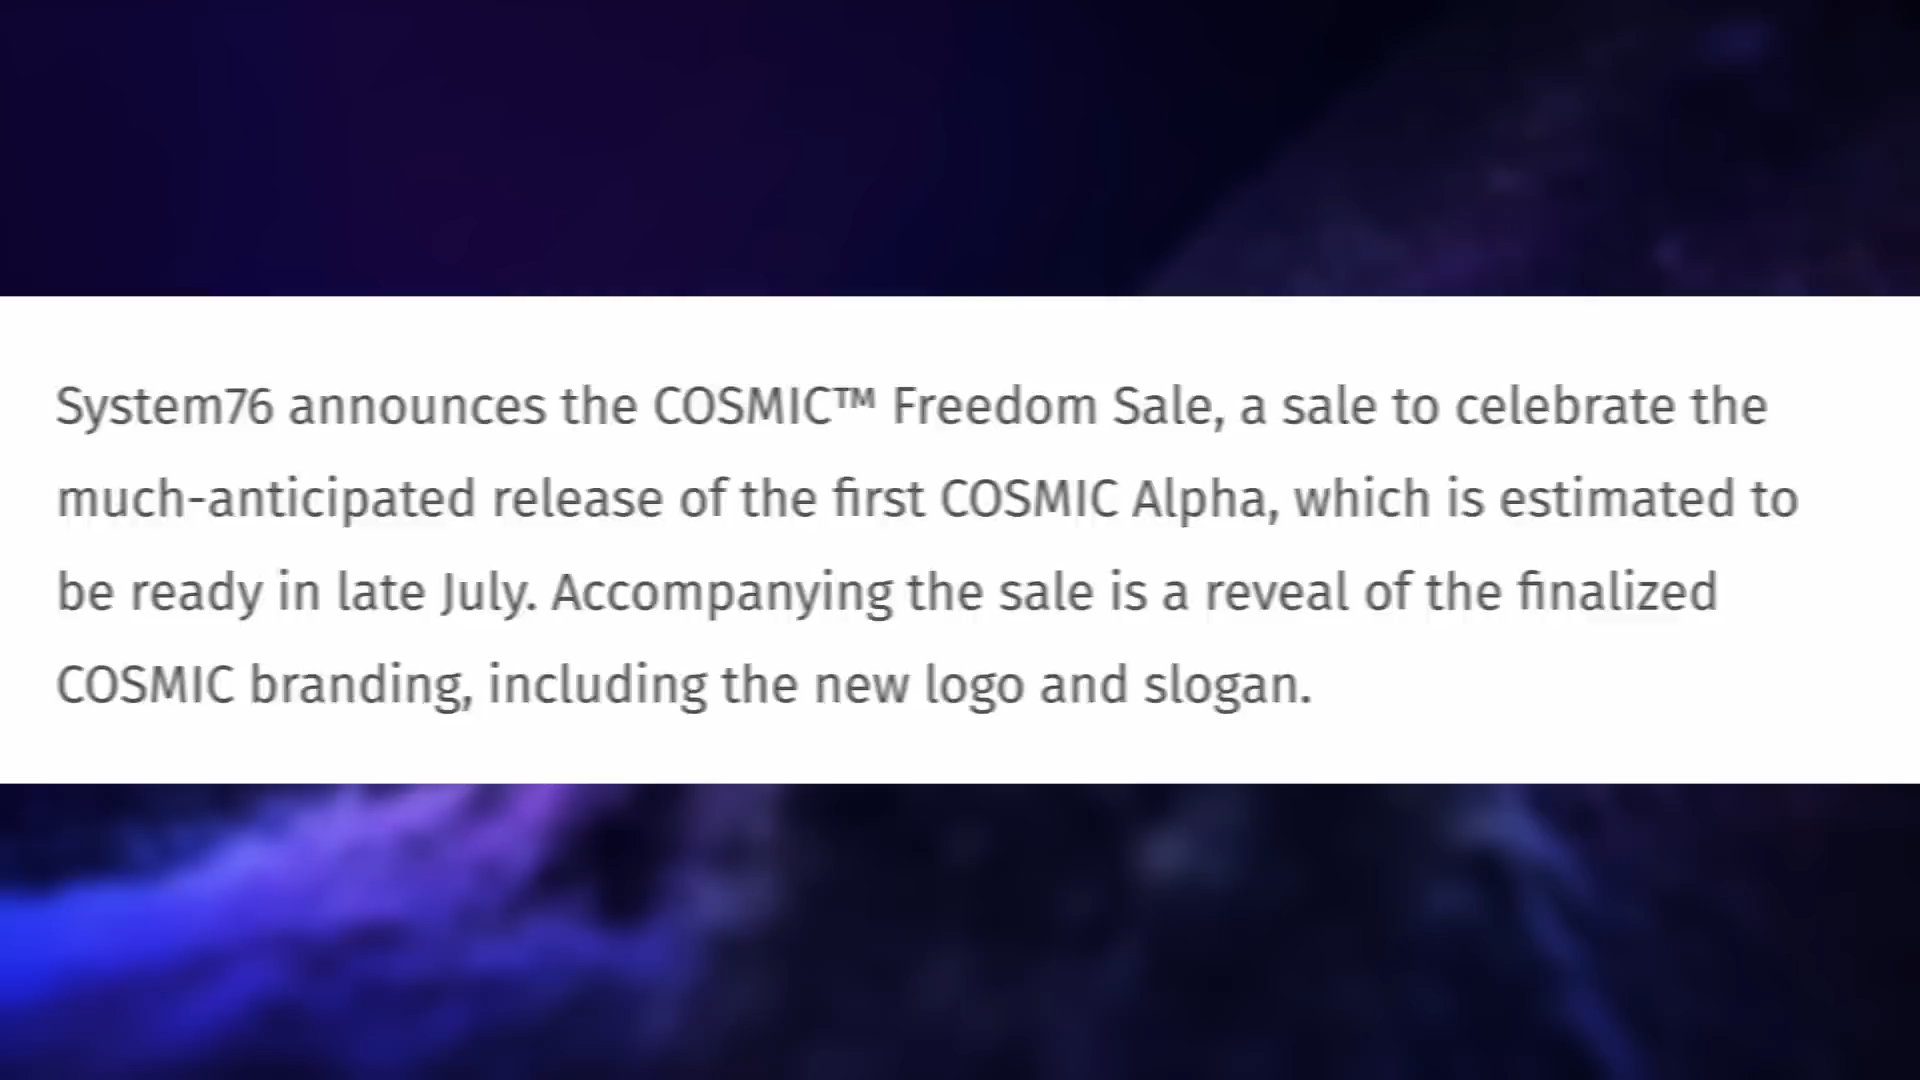 System76 announces the COSMIC™ Freedom Sale, a sale to celebrate the
much-anticipated release of the first COSMIC Alpha, which is estimated to
be ready in late July. Accompanying the sale is a reveal of the finalized
COSMIC branding, including the new logo and slogan.